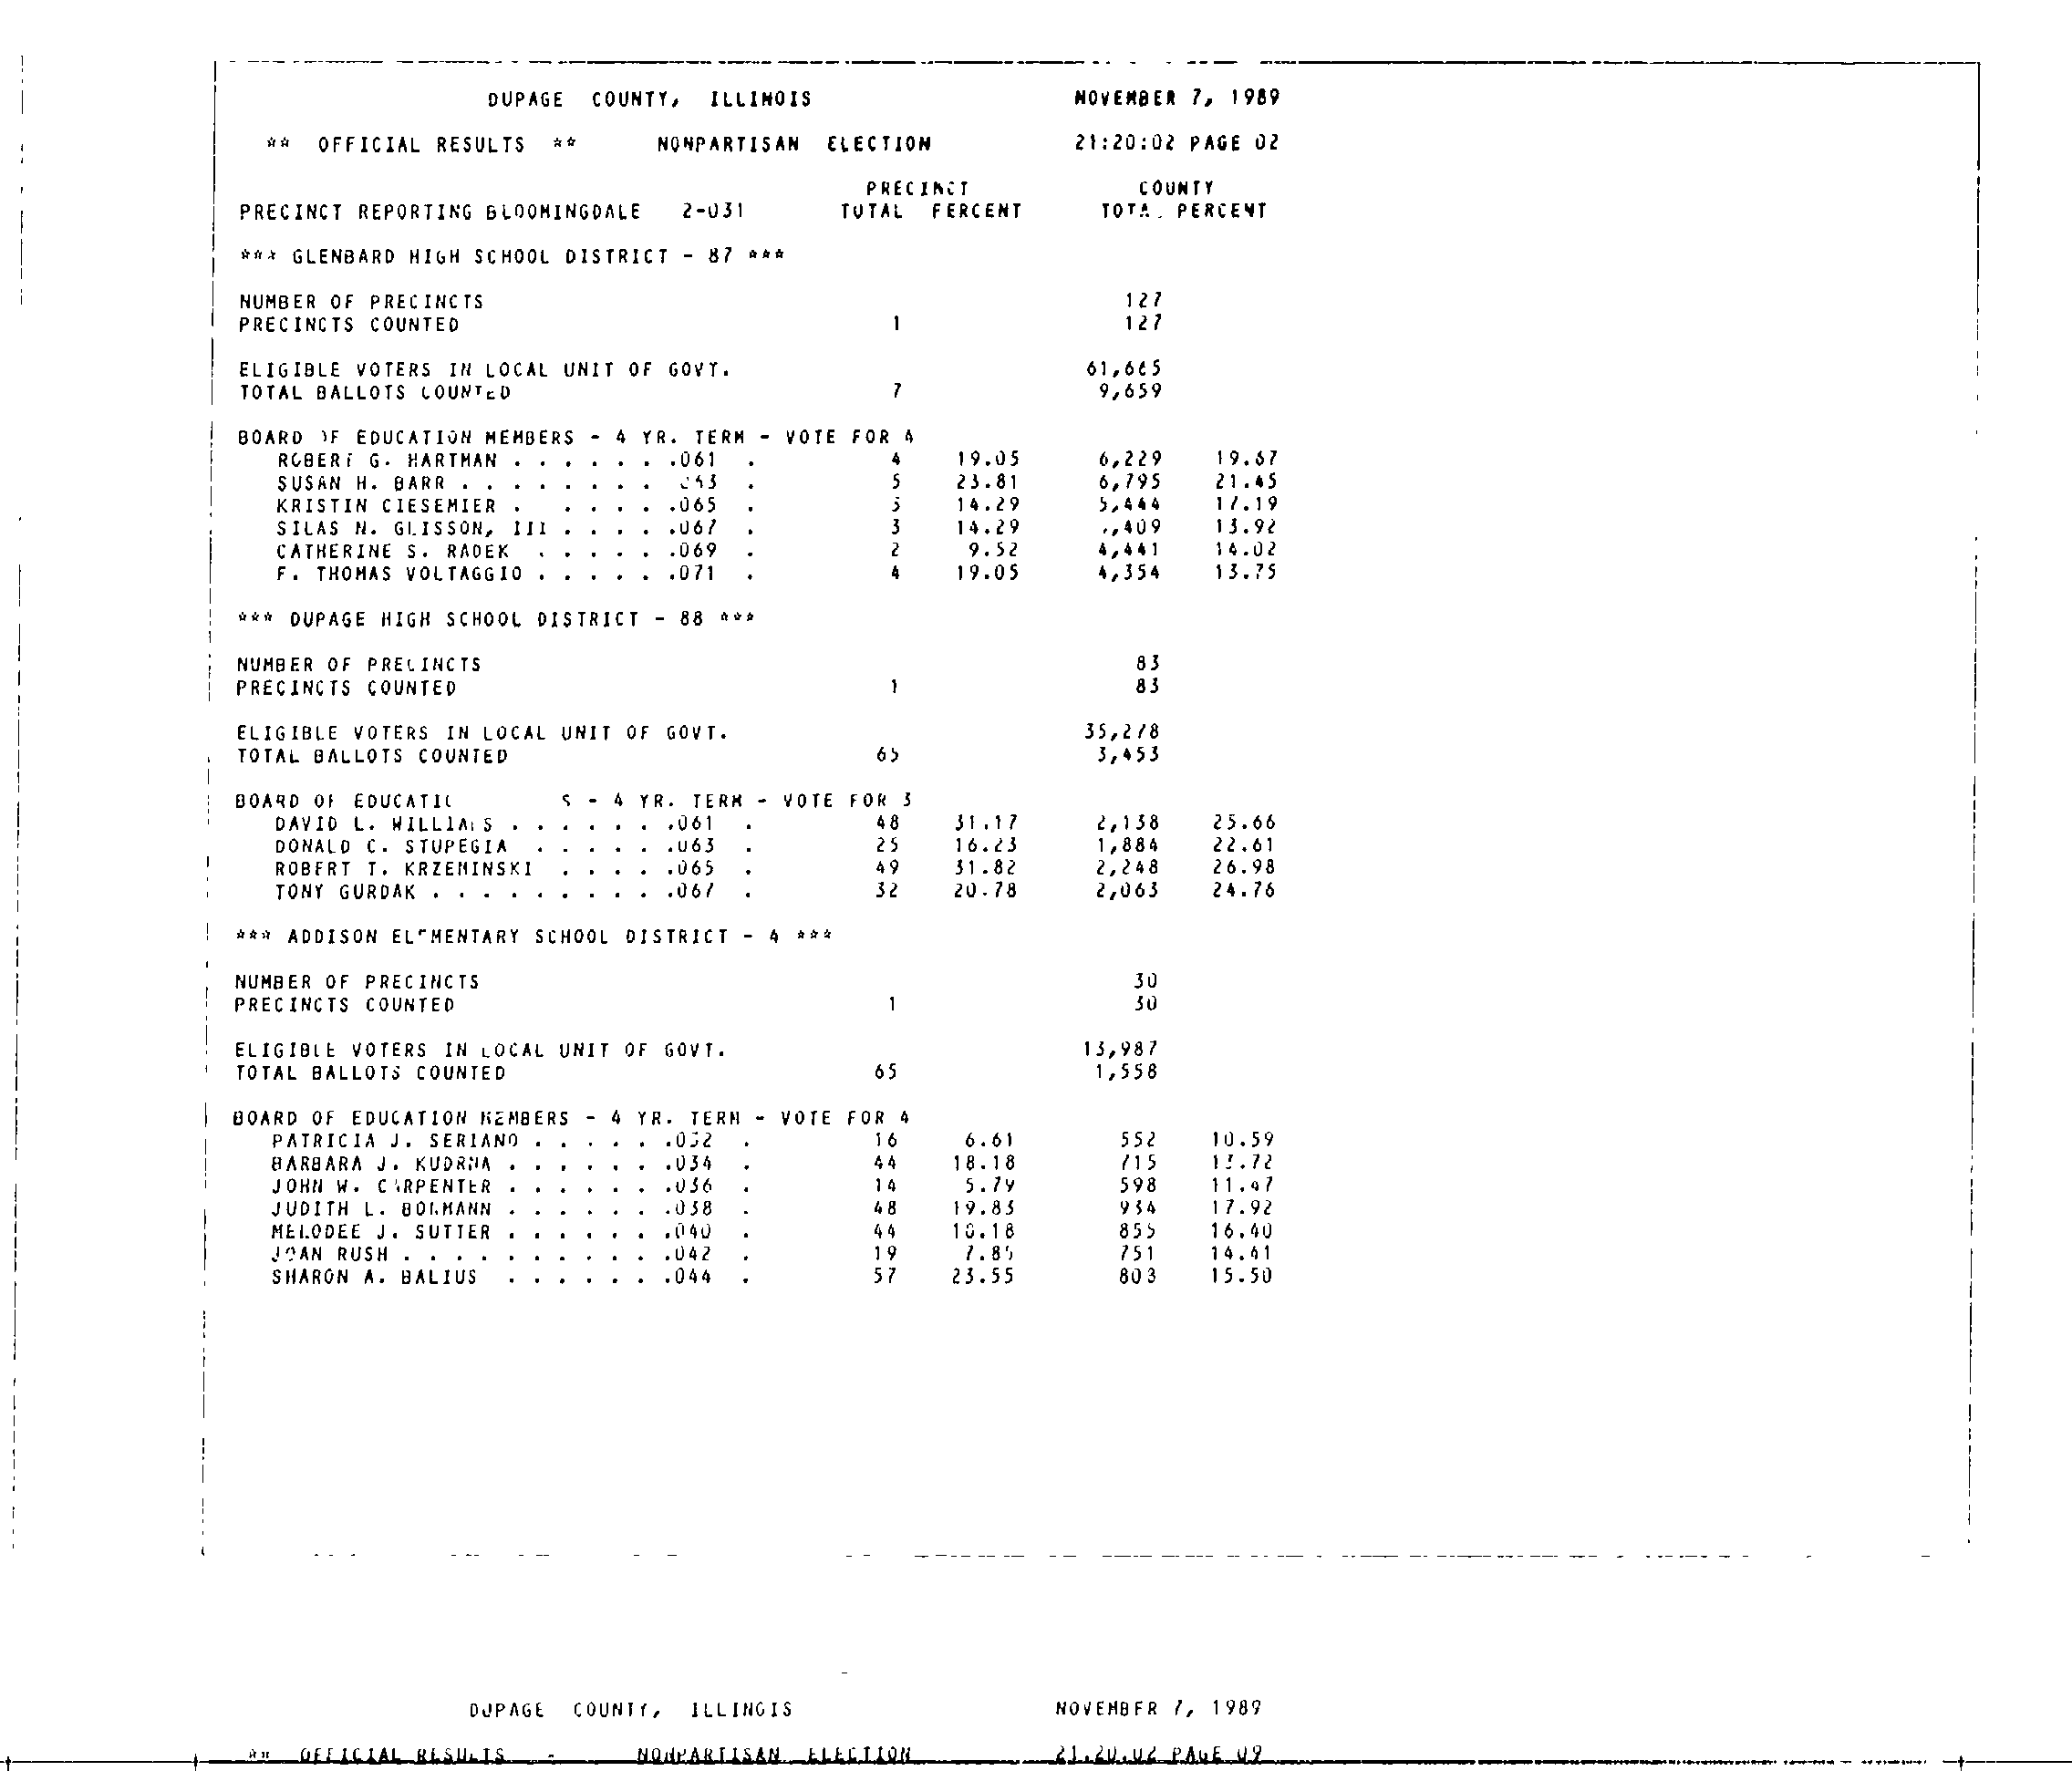 DUPAGE COUNTY, ILLINOIS NOVEMBER 7, 1989
** OFFICIAL RESULTS ** NONPARTISAN ELECTION 21:20:02 PAGE 02
PRECINCT COUNTY
PRECINCT REPORTING BLOOMINGDALE 2-031 TOTAL PERCENT TOTAL PERCENT
*** GLENBARD HIGH SCHOOL DISTRICT - 87 ***
NUMBER OF PRECINCTS 127
PRECINCTS COUNTED 1 127
ELIGIBLE VOTERS IN LOCAL UNIT OF GOVT. 61,665
TOTAL BALLOTS COUNTED 7 9,659
BOARD OF EDUCATION MEMBERS - 4 YR. TERM - VOTE FOR 4
ROBERT G. HARTMAN . . . . . . .061 . 4 19.05 6,229 19.67
SUSAN H. BARR . . . . . . . . . 5 23.81 6,795 21.45
KRISTIN CIESEMIER . . . . . .065 . 3 14.29 5,444 17.19
SILAS N. GLISSON, III . . . . .067 . 3 14.29 13.92
CATHERINE S. RADEK . . . . . .069 . 2 9.52 4,441 14.02
F. THOMAS VOLTAGGIO . . . . . .071 . 4 19.05 4,354 13.75
*** DUPAGE HIGH SCHOOL DISTRICT - 88 ***
NUMBER OF PRECINCTS 83
PRECINCTS COUNTED 1 83
ELIGIBLE VOTERS IN LOCAL UNIT OF GOVT. 35,278
TOTAL BALLOTS COUNTED 65 3,453
BOARD OF S - 4 YR. TERM - VOTE FOR 3
DAVID L. WILLIAMS . . . . . . .061 . 48 31.17 2,138 25.66
DONALD C. STUPEGIA . . . . . .063 . 25 16.23 1,884 22.61
ROBERT T. KRZEMINSKI . . . . .065 . 49 31.82 2,248 26.98
TONY GURDAK . . . . . . . . . .067 . 32 20.78 2,063 24.76
*** ADDISON ELEMENTARY SCHOOL DISTRICT - 4 ***
NUMBER OF PRECINCTS 30
PRECINCTS COUNTED 1 30
ELIGIBLE VOTERS IN LOCAL UNIT OF GOVT. 13,987
TOTAL BALLOTS COUNTED 65 1,558
BOARD OF EDUCATION MEMBERS - 4 YR. TERM - VOTE FOR 4
PATRICIA J. SERIANO . . . . . .032 . 16 6.61 552 10.59
BARBARA J. KUDRNA . . . . . . .034 . 44 18.18 715 13.72
JOHN W. CARPENTER . . . . . . .036 . 14 5.79 598 11.47
JUDITH L. . . . . . . .038 . 48 19.83 934 17.92
MELODEE J. SUTTER . . . . . . .040 . 44 18.18 855 16.40
JOAN RUSH . . . . . . . . . . .042 . 19 7.85 751 14.41
SHARON A. BALIUS . . . . . . .044 . 57 23.55 808 15.50
DUPAGE COUNTY, ILLINOIS NOVEMBER 7, 1989
** OFFICIAL RESULTS NONPARTISAN ELECTION 21.20.02 PAGE